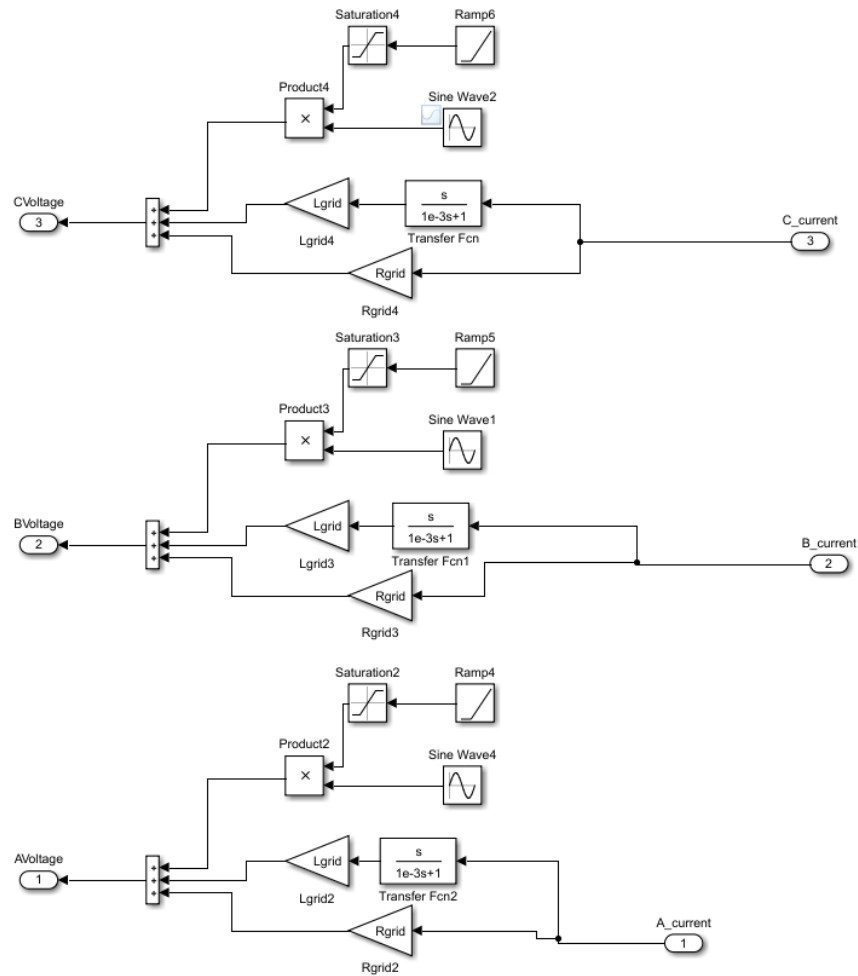 Saturation4
Ramp6
Product4
×
Sine Wave2
CVoltage
3
+
+
+
Lgrid
Lgrid4
s
1e-3s+1
Transfer Fcn
C_current
3
Rgrid
Rgrid4
Saturation3
Ramp5
Product3
×
Sine Wave1
BVoltage
2
+
+
+
Lgrid
Lgrid3
s
1e-3s+1
Transfer Fcn1
B_current
2
Rgrid
Rgrid3
Saturation2
Ramp4
Product2
×
Sine Wave4
AVoltage
1
+
+
+
Lgrid
Lgrid2
s
1e-3s+1
Transfer Fcn2
A_current
1
Rgrid
Rgrid2